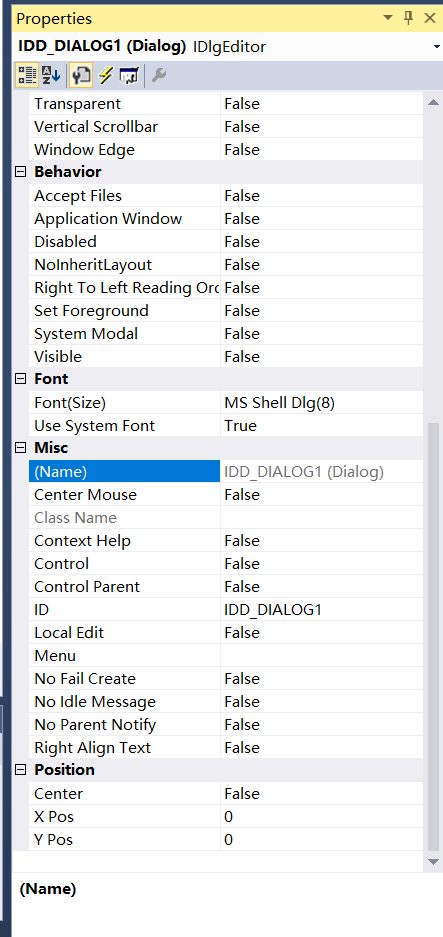 Properties
IDD_DIALOG1 (Dialog) IDlgEditor
Transparent False
Vertical Scrollbar False
Window Edge False
Behavior
Accept Files False
Application Window False
Disabled False
NoInheritLayout False
Right To Left Reading Orc False
Set Foreground False
System Modal False
Visible False
Font
Font(Size) MS Shell Dlg(8)
Use System Font True
Misc
(Name) IDD_DIALOG1 (Dialog)
Center Mouse False
Class Name
Context Help False
Control False
Control Parent False
ID IDD_DIALOG1
Local Edit False
Menu
No Fail Create False
No Idle Message False
No Parent Notify False
Right Align Text False
Position
Center False
X Pos 0
Y Pos 0
(Name)